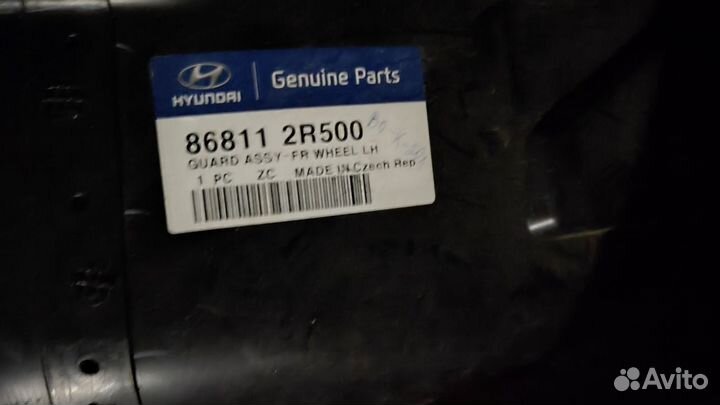 HYUNDAI
Genuine Parts
86811 2R500
GUARD ASSY-FR WHEEL LH
1 PC ZC MADE IN Czech Rep
Avito